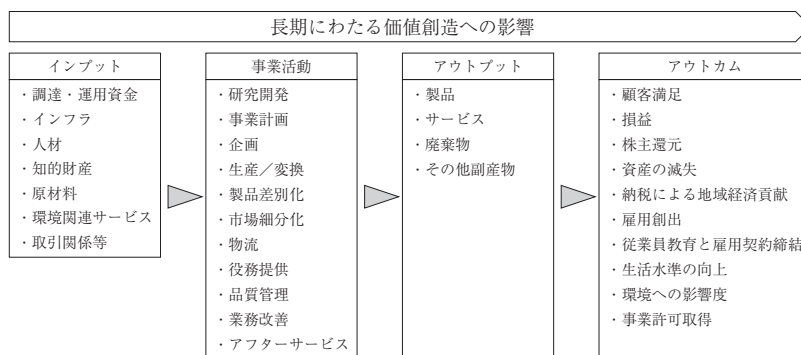 長期にわたる価値創造への影響
インプット
・調達・運用資金
・インフラ
・人材
・知的財産
・原材料
・環境関連サービス
・取引関係等
事業活動
・研究開発
・事業計画
・企画
・生産／変換
・製品差別化
・市場細分化
・物流
・役務提供
・品質管理
・業務改善
・アフターサービス
アウトプット
・製品
・サービス
・廃棄物
・その他副産物
アウトカム
・顧客満足
・損益
・株主還元
・資産の減失
・納税による地域経済貢献
・雇用創出
・従業員教育と雇用契約締結
・生活水準の向上
・環境への影響度
・事業許可取得